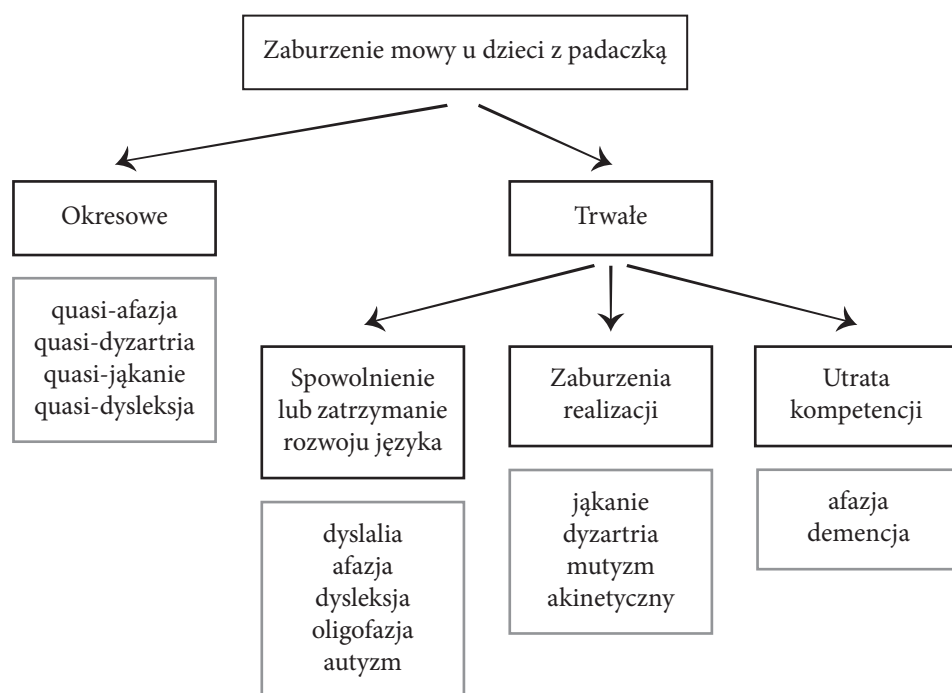 Zaburzenie mowy u dzieci z padaczką
Okresowe
quasi-afazja
quasi-dyzartria
quasi-jąkanie
quasi-dysleksja
Trwałe
Spowolnienie
lub zatrzymanie
rozwoju języka
dyslalia
afazja
dysleksja
oligofazja
autyzm
Zaburzenia
realizacji
jąkanie
dyzartria
mutyzm
akinetyczny
Utrata
kompetencji
afazja
demencja